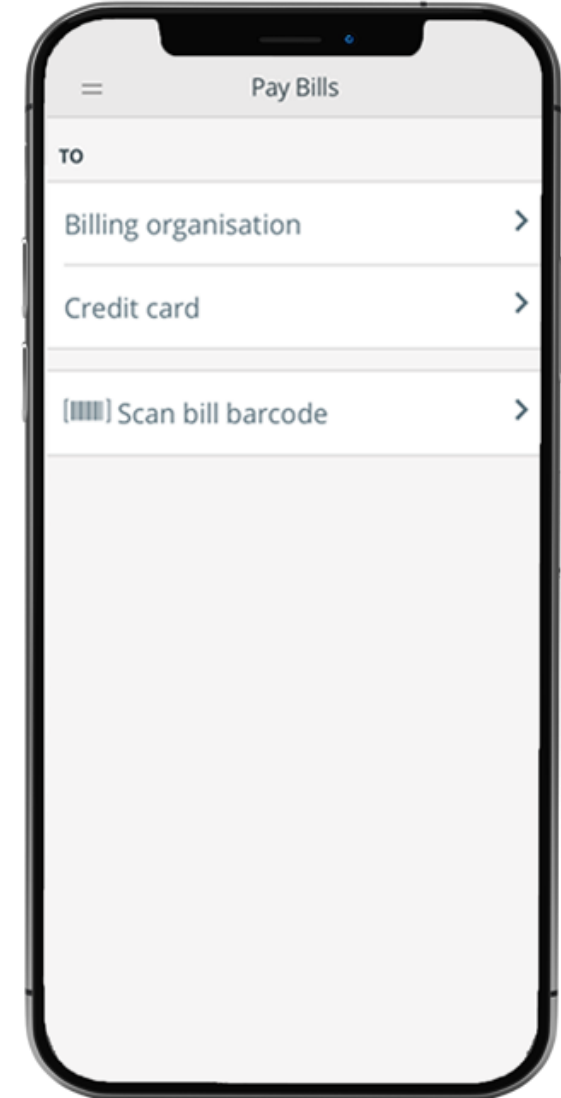 Pay Bills
TO
Billing organisation
Credit card
Scan bill barcode